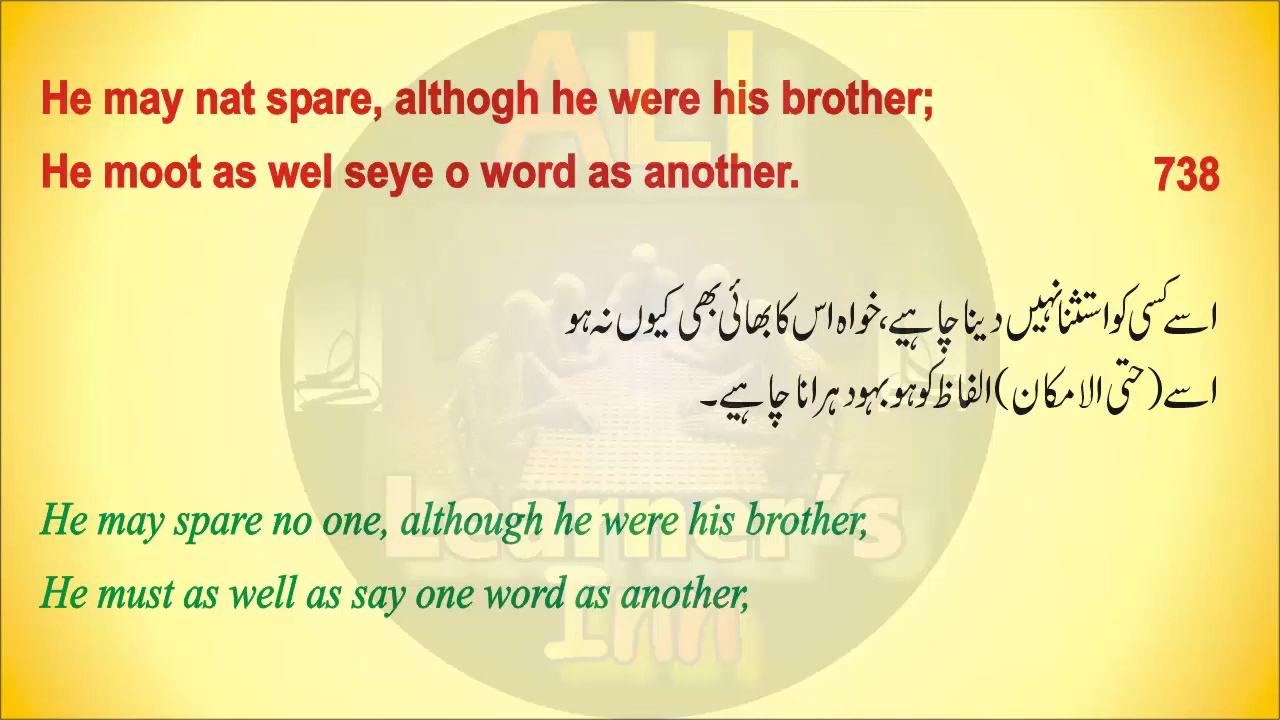 He may nat spare, althogh he were his brother;
He moot as wel seye o word as another. 738
اسے کسی کو استثنا نہیں دینا چاہیے، خواہ اس کا بھائی بھی کیوں نہ ہو
اسے (حتی الامکان) الفاظ کو ہو بہو دہرانا چاہیے۔
He may spare no one, although he were his brother,
He must as well as say one word as another,
ALI
Learner's
Inn